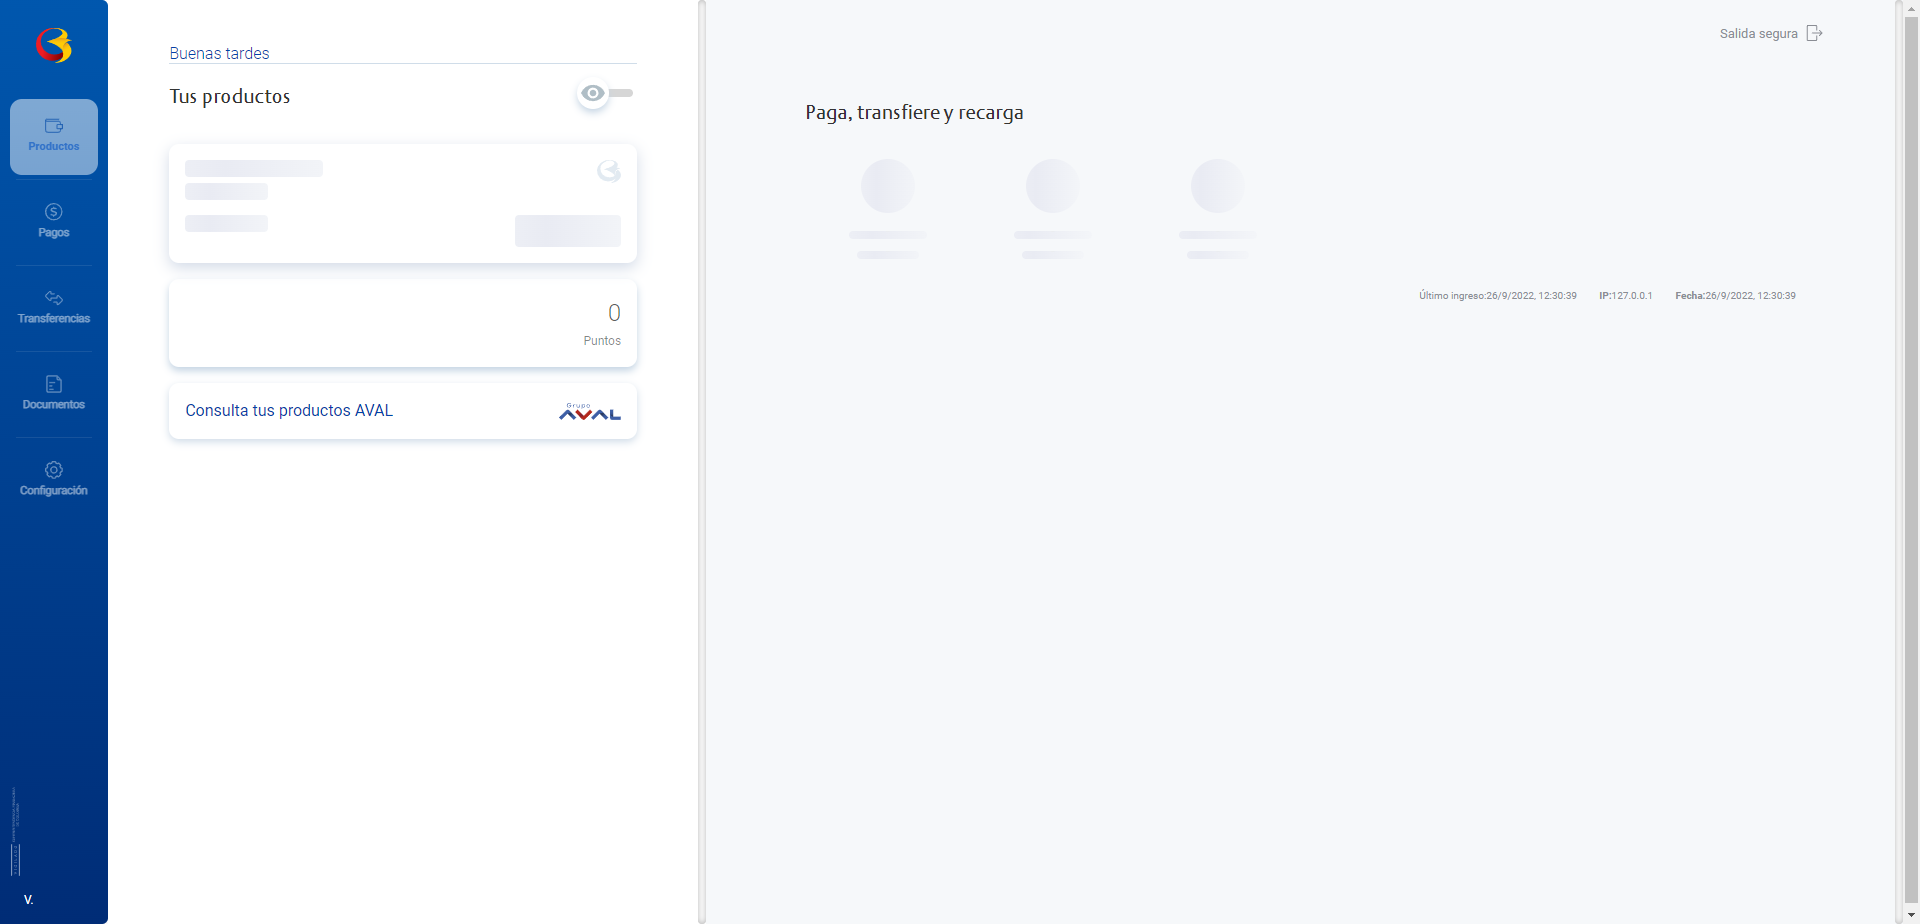 Productos
Pagos
Transferencias
Documentos
Configuración
V.
Buenas tardes
Tus productos
0
Puntos
Consulta tus productos AVAL
Grupo
AVAL
Salida segura
Paga, transfiere y recarga
Último ingreso:26/9/2022, 12:30:39 IP:127.0.0.1 Fecha:26/9/2022, 12:30:39